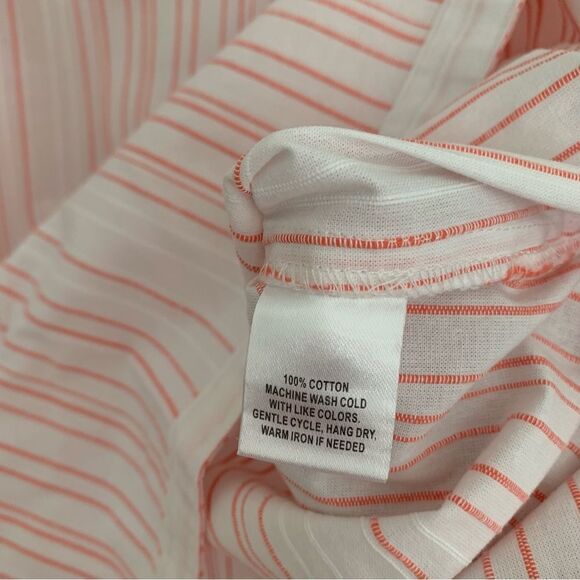 100% COTTON
MACHINE WASH COLD
WITH LIKE COLORS.
GENTLE CYCLE, HANG DRY.
WARM IRON IF NEEDED